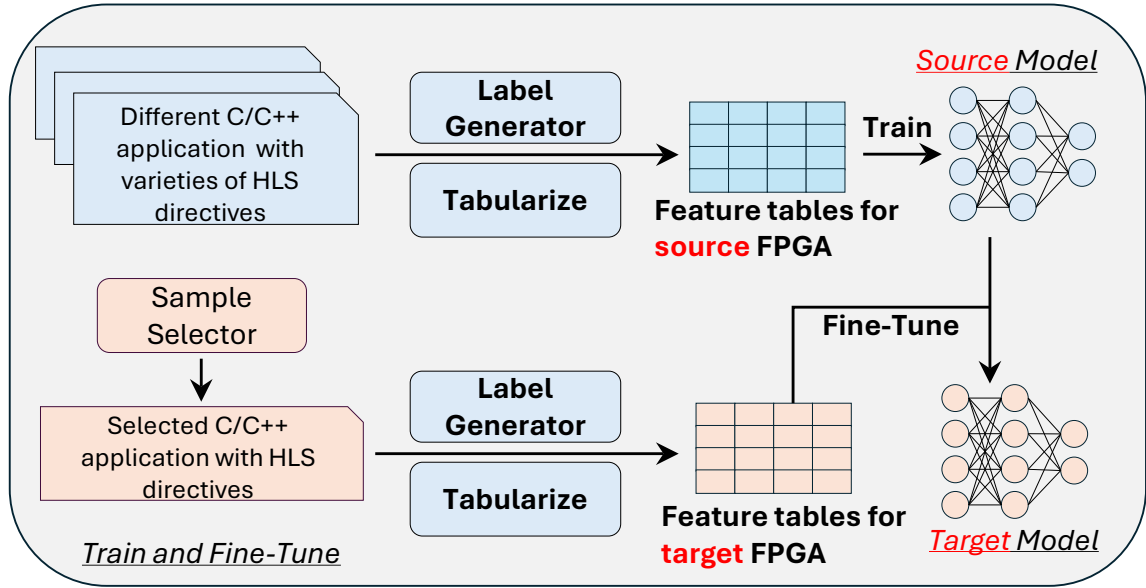 Different C/C++
application with
varieties of HLS
directives
Label
Generator
Tabularize
Feature tables for
source FPGA
Train
Source Model
Sample
Selector
Selected C/C++
application with HLS
directives
Label
Generator
Tabularize
Feature tables for
target FPGA
Fine-Tune
Target Model
Train and Fine-Tune